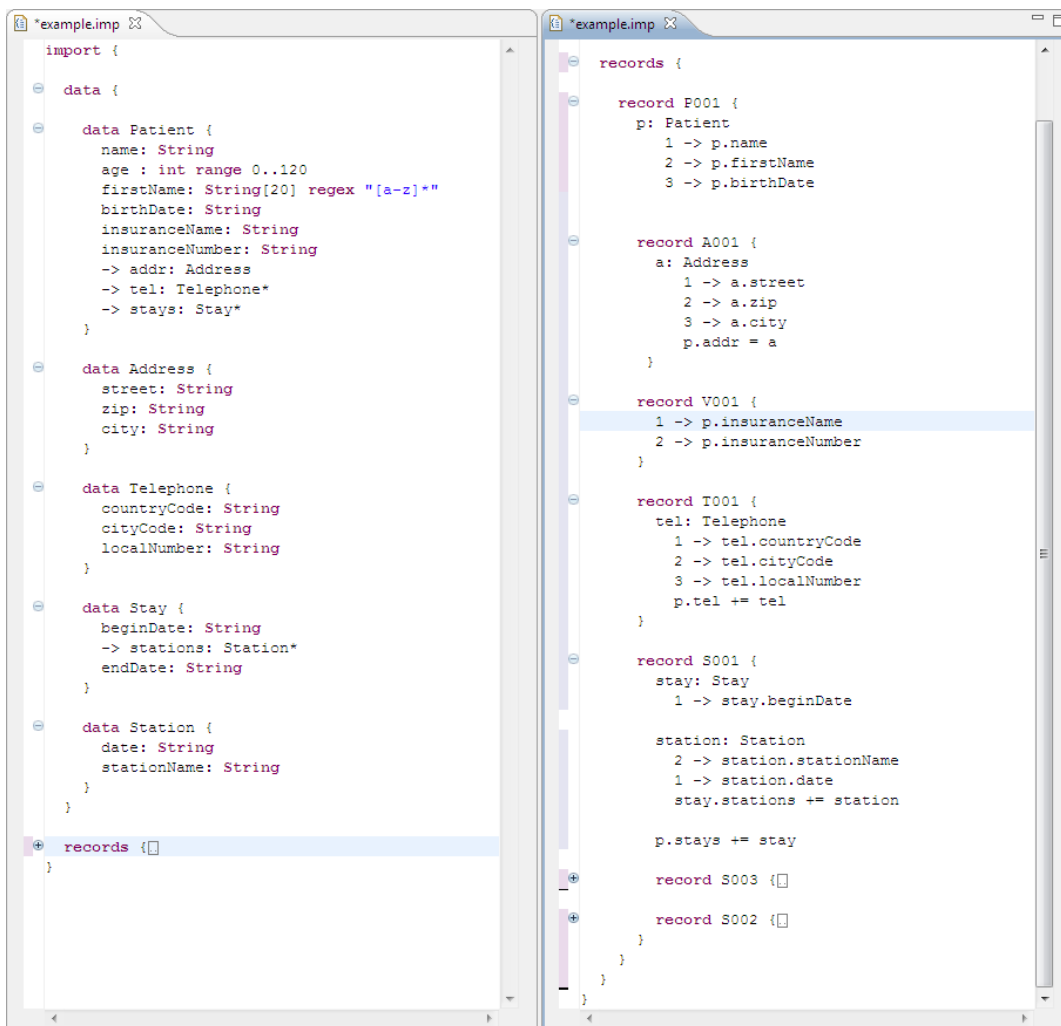 *example.imp
import {
data {
data Patient {
name: String
age : int range 0..120
firstName: String[20] regex "[a-z]*"
birthDate: String
insuranceName: String
insuranceNumber: String
-> addr: Address
-> tel: Telephone*
-> stays: Stay*
}
data Address {
street: String
zip: String
city: String
}
data Telephone {
countryCode: String
cityCode: String
localNumber: String
}
data Stay {
beginDate: String
-> stations: Station*
endDate: String
}
data Station {
date: String
stationName: String
}
}
records {..
}
*example.imp
records {
record P001 {
p: Patient
1 -> p.name
2 -> p.firstName
3 -> p.birthDate
record A001 {
a: Address
1 -> a.street
2 -> a.zip
3 -> a.city
p.addr = a
}
record V001 {
1 -> p.insuranceName
2 -> p.insuranceNumber
}
record T001 {
tel: Telephone
1 -> tel.countryCode
2 -> tel.cityCode
3 -> tel.localNumber
p.tel += tel
}
record S001 {
stay: Stay
1 -> stay.beginDate
station: Station
2 -> station.stationName
1 -> station.date
stay.stations += station
p.stays += stay
record S003 {..
record S002 {..
}
}
}
}